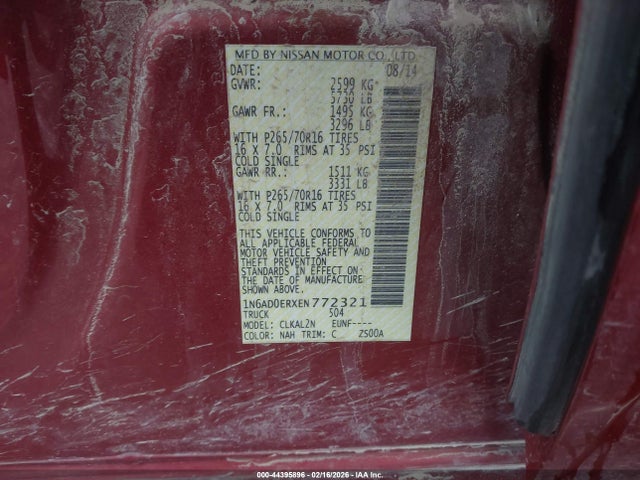 MFD BY NISSAN MOTOR CO., LTD.
DATE: 08/14
GVWR: 2599 KG
5730 LB
GAWR FR.: 1495 KG
3296 LB
WITH P265/70R16 TIRES
16 X 7.0 RIMS AT 35 PSI
COLD SINGLE
GAWR RR.: 1511 KG
3331 LB
WITH P265/70R16 TIRES
16 X 7.0 RIMS AT 35 PSI
COLD SINGLE
THIS VEHICLE CONFORMS TO
ALL APPLICABLE FEDERAL
MOTOR VEHICLE SAFETY
AND THEFT PREVENTION
STANDARDS IN EFFECT ON
THE DATE OF MANUFACTURE
SHOWN ABOVE.
1N6AD0ERXEN772321
TRUCK 504
MODEL: CLKAL2N EUNF----
COLOR: NAH TRIM: C ZS00A
000-44395896 - 02/16/2026 - IAA Inc.